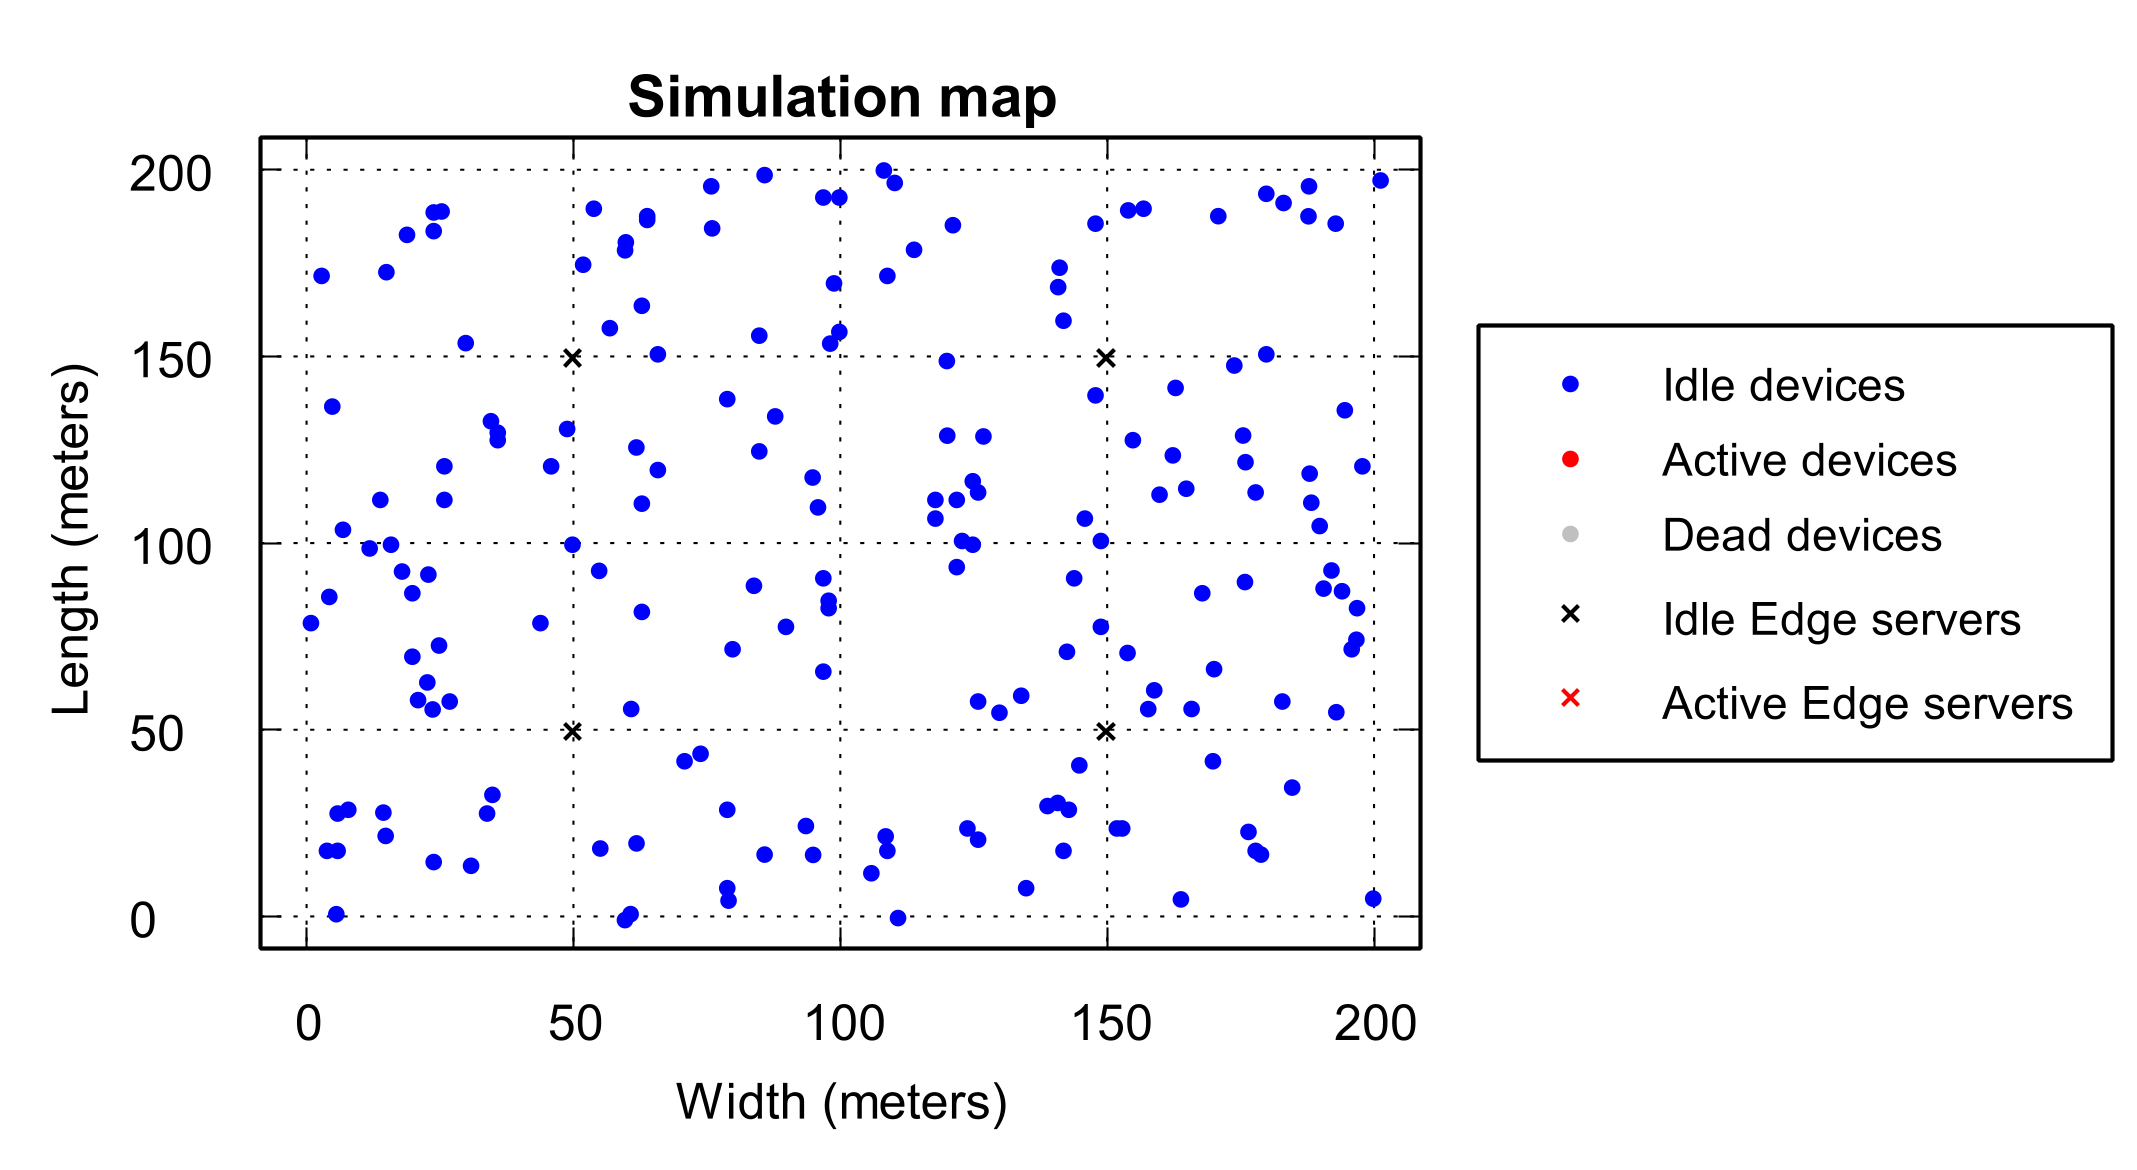 Simulation map
200
150
100
50
0
Length (meters)
0 50 100 150 200
Width (meters)
Idle devices
Active devices
Dead devices
Idle Edge servers
Active Edge servers